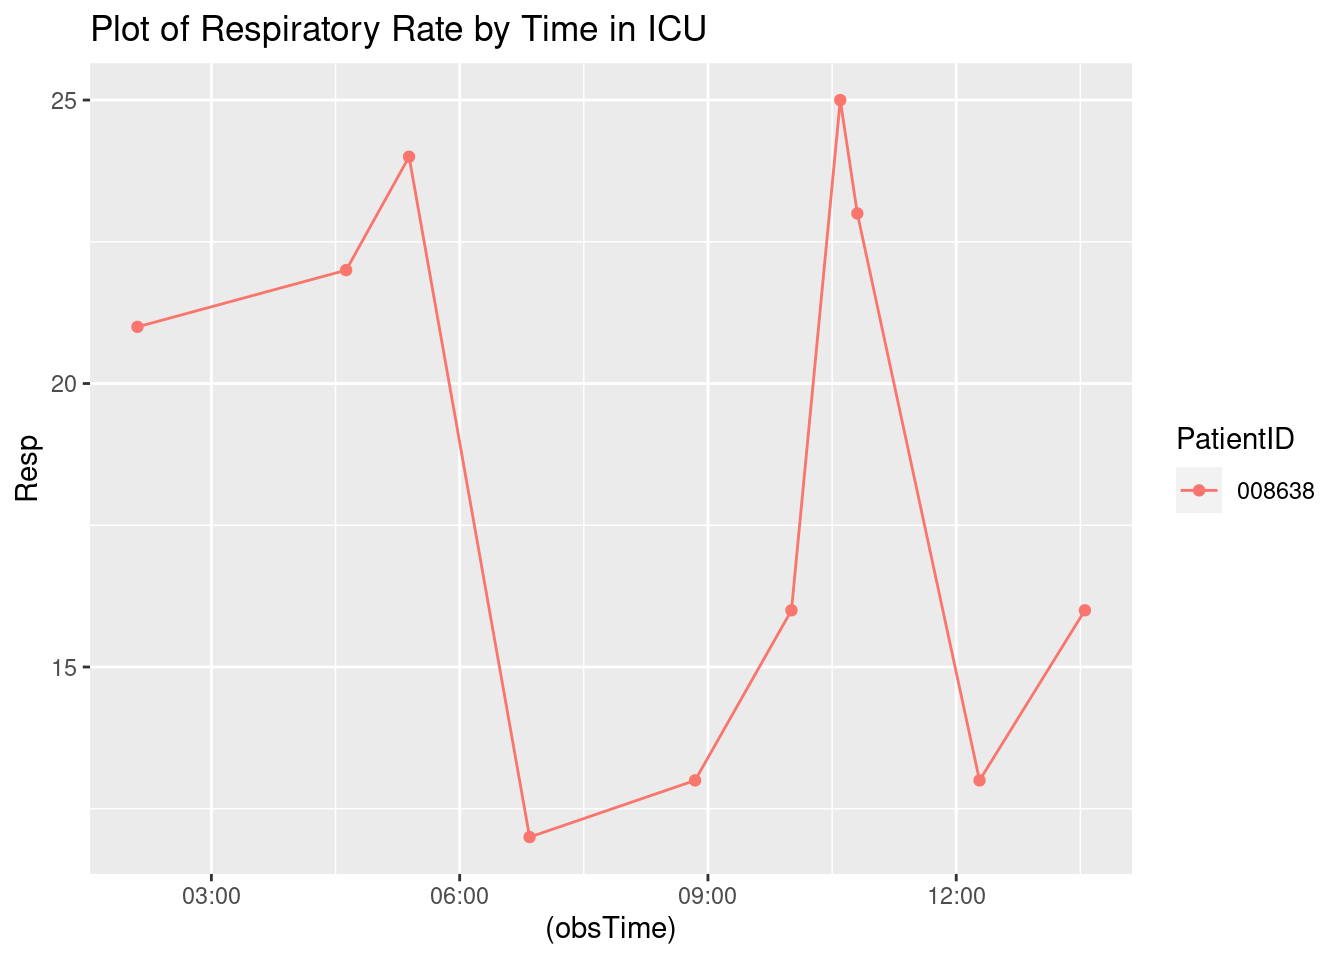 Plot of Respiratory Rate by Time in ICU
25
20
15
Resp
03:00 06:00 09:00 12:00
(obsTime)
PatientID
008638